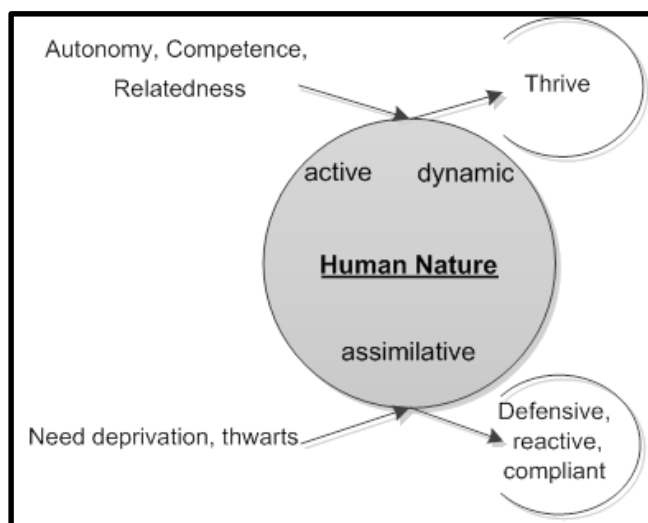 Autonomy, Competence,
Relatedness
Thrive
active dynamic
Human Nature
assimilative
Need deprivation, thwarts
Defensive,
reactive,
compliant